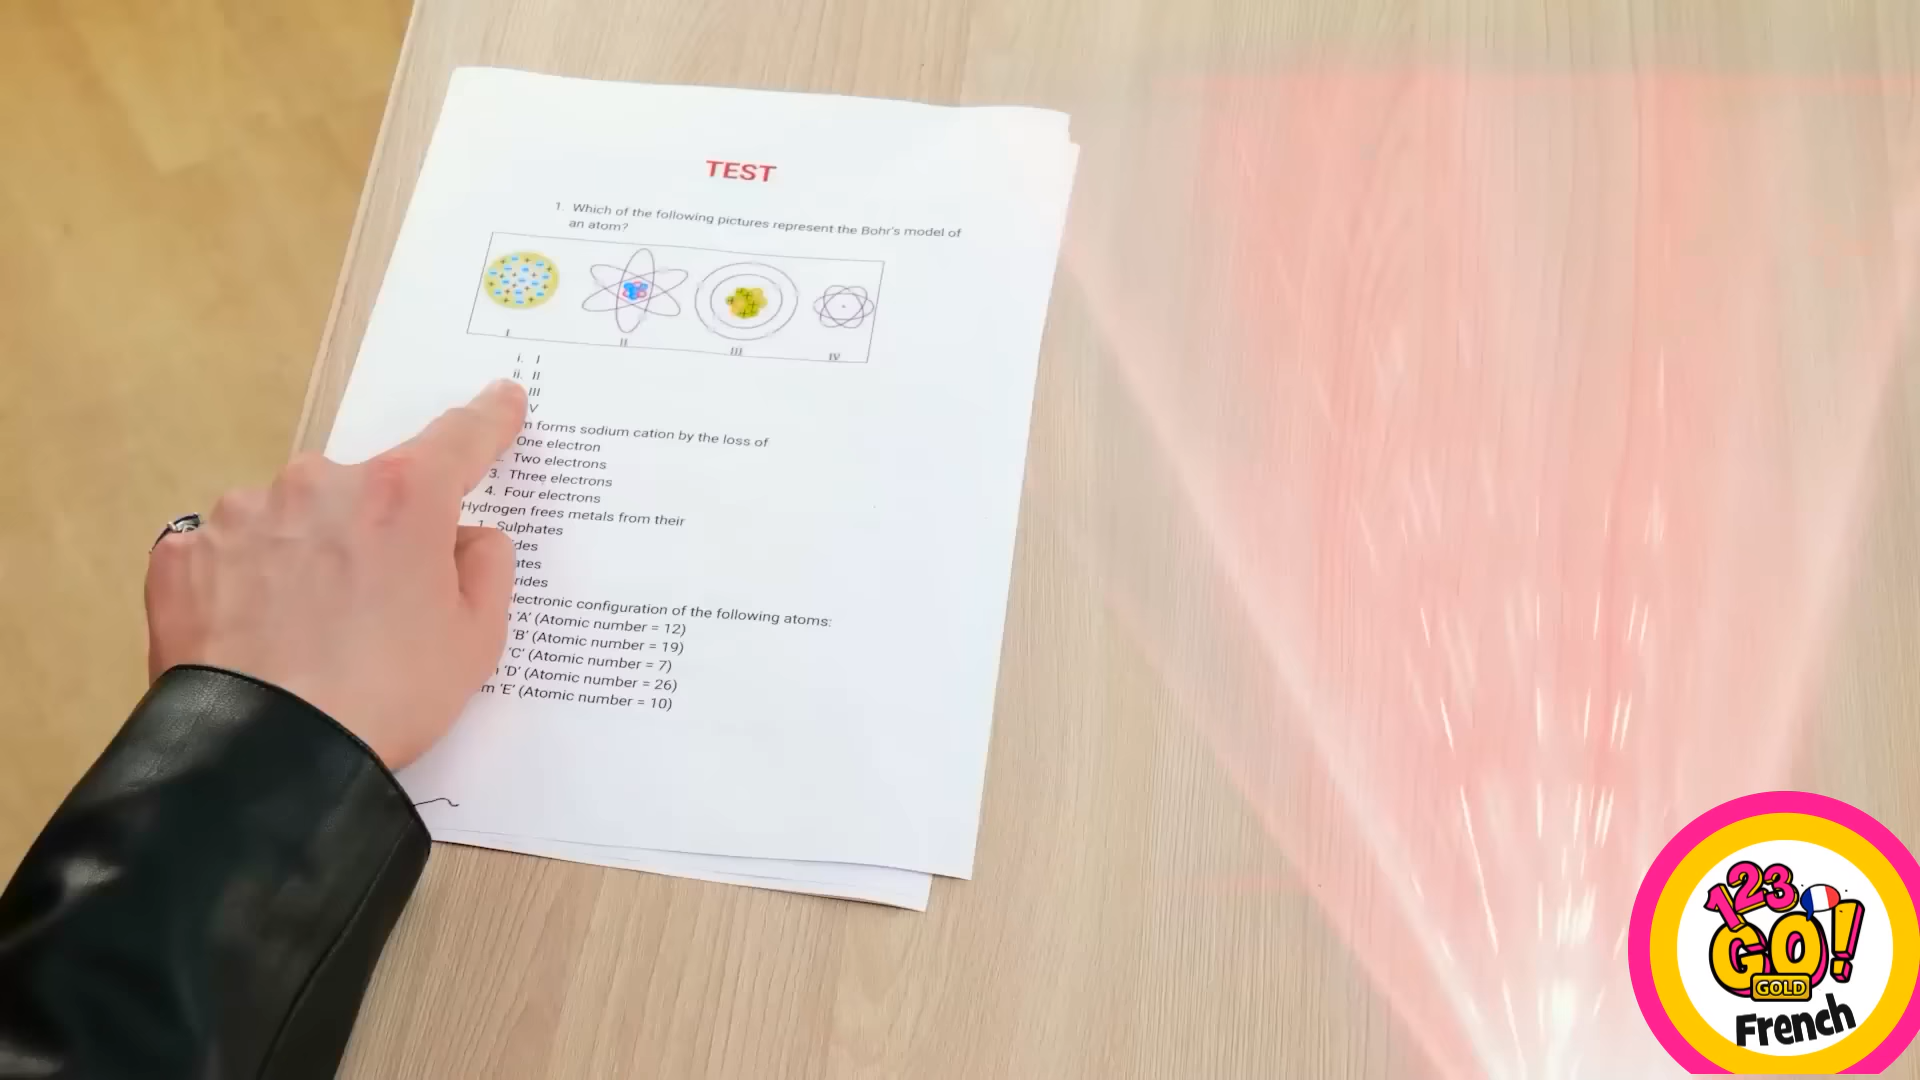 TEST
1. Which of the following pictures represent the Bohr's model of
an atom?
I
II
III
IV
i. I
ii. II
III
V
n forms sodium cation by the loss of
One electron
Two electrons
3. Three electrons
4. Four electrons
Hydrogen frees metals from their
1. Sulphates
ides
ates
rides
electronic configuration of the following atoms:
'A' (Atomic number = 12)
'B' (Atomic number = 19)
'C' (Atomic number = 7)
'D' (Atomic number = 26)
m 'E' (Atomic number = 10)
123
GO!
GOLD
French